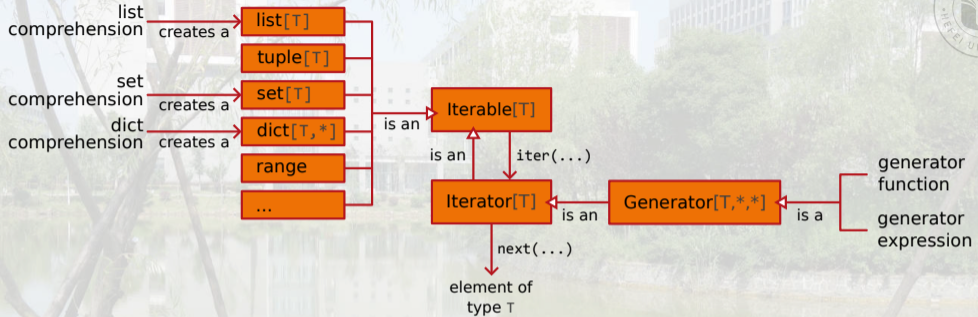 list
comprehension
creates a
list[T]
tuple[T]
set
comprehension
creates a
set[T]
dict
comprehension
creates a
dict[T,*]
range
...
is an
Iterable[T]
is an
iter(...)
Iterator[T]
is an
Generator[T,*,*]
is a
generator
function
generator
expression
next(...)
element of
type T